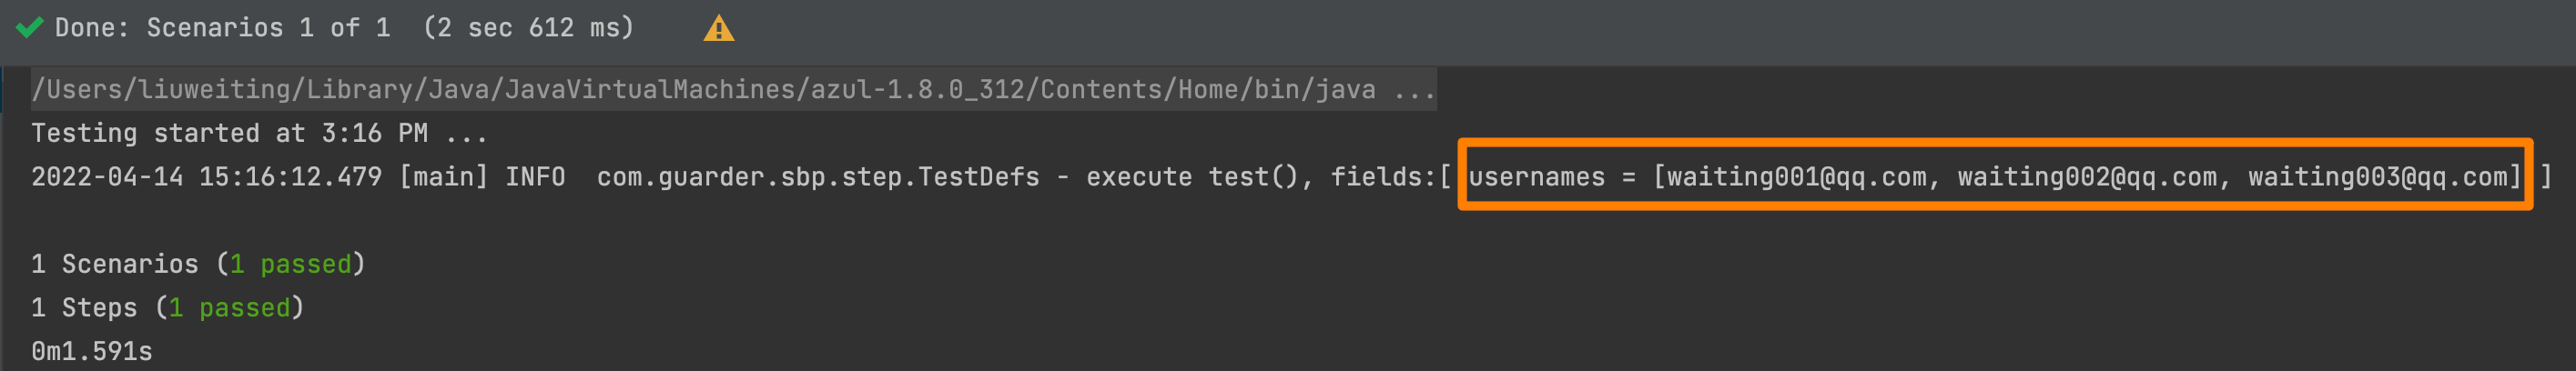 Done: Scenarios 1 of 1 (2 sec 612 ms)
/Users/liuweiting/Library/Java/JavaVirtualMachines/azul-1.8.0_312/Contents/Home/bin/java ...
Testing started at 3:16 PM ...
2022-04-14 15:16:12.479 [main] INFO  com.guarder.sbp.step.TestDefs - execute test(), fields:[ usernames = [waiting001@qq.com, waiting002@qq.com, waiting003@qq.com] ]
1 Scenarios (1 passed)
1 Steps (1 passed)
0m1.591s